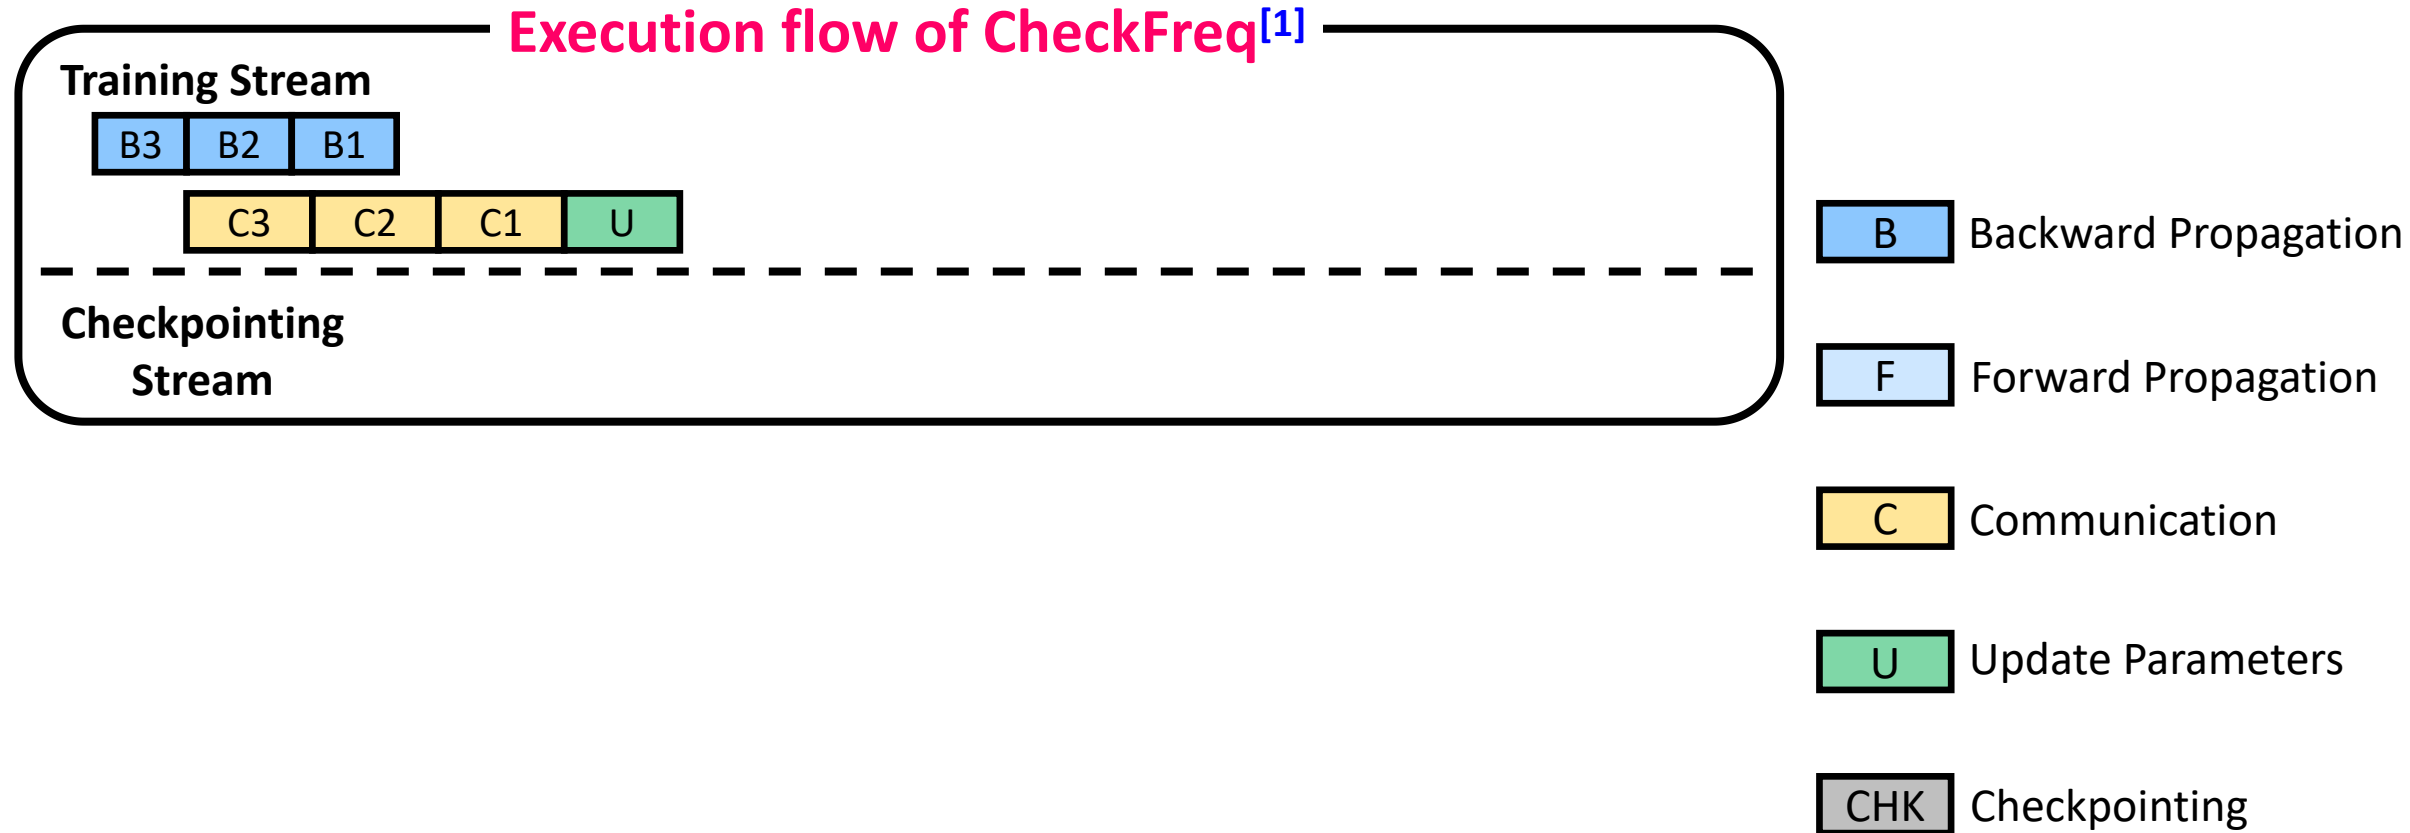 Execution flow of CheckFreq[1]
Training Stream
B3 B2 B1
C3 C2 C1 U
Checkpointing
Stream
B Backward Propagation
F Forward Propagation
C Communication
U Update Parameters
CHK Checkpointing